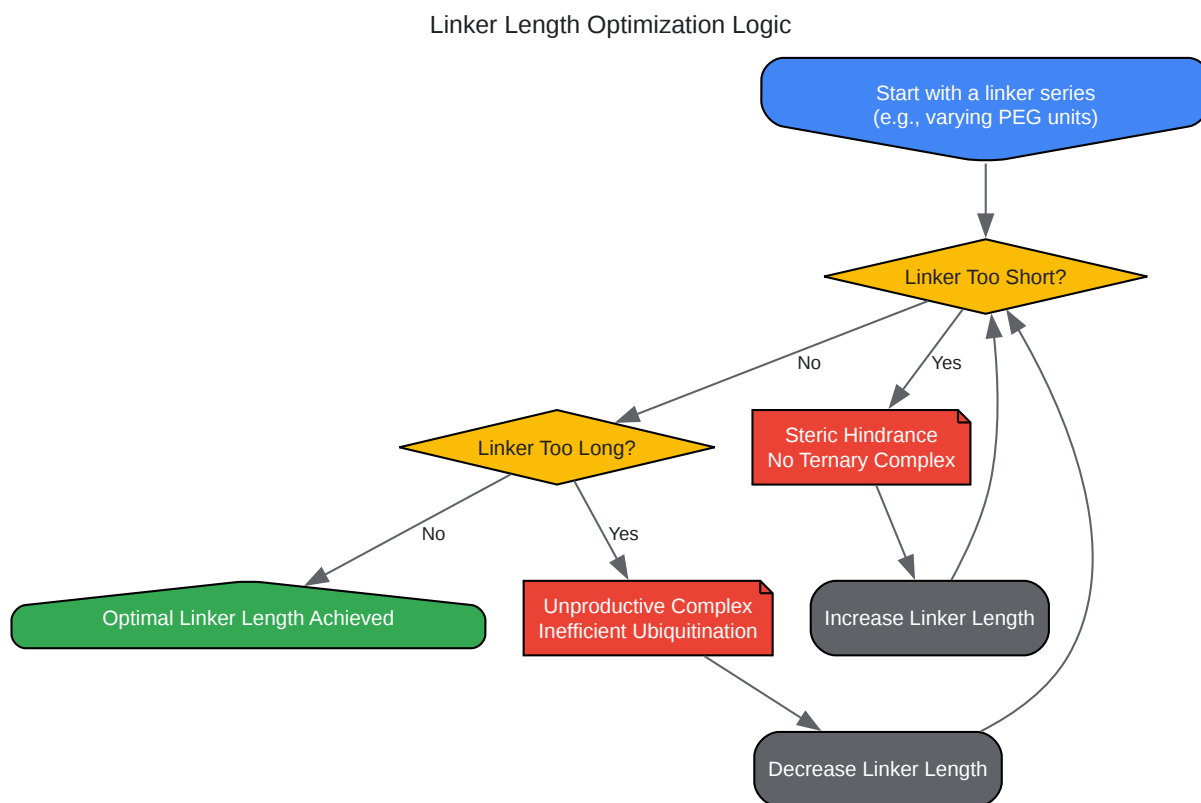 Linker Length Optimization Logic
Start with a linker series
(e.g., varying PEG units)
Linker Too Short?
No
Yes
Steric Hindrance
No Ternary Complex
Linker Too Long?
No
Yes
Optimal Linker Length Achieved
Unproductive Complex
Inefficient Ubiquitination
Increase Linker Length
Decrease Linker Length